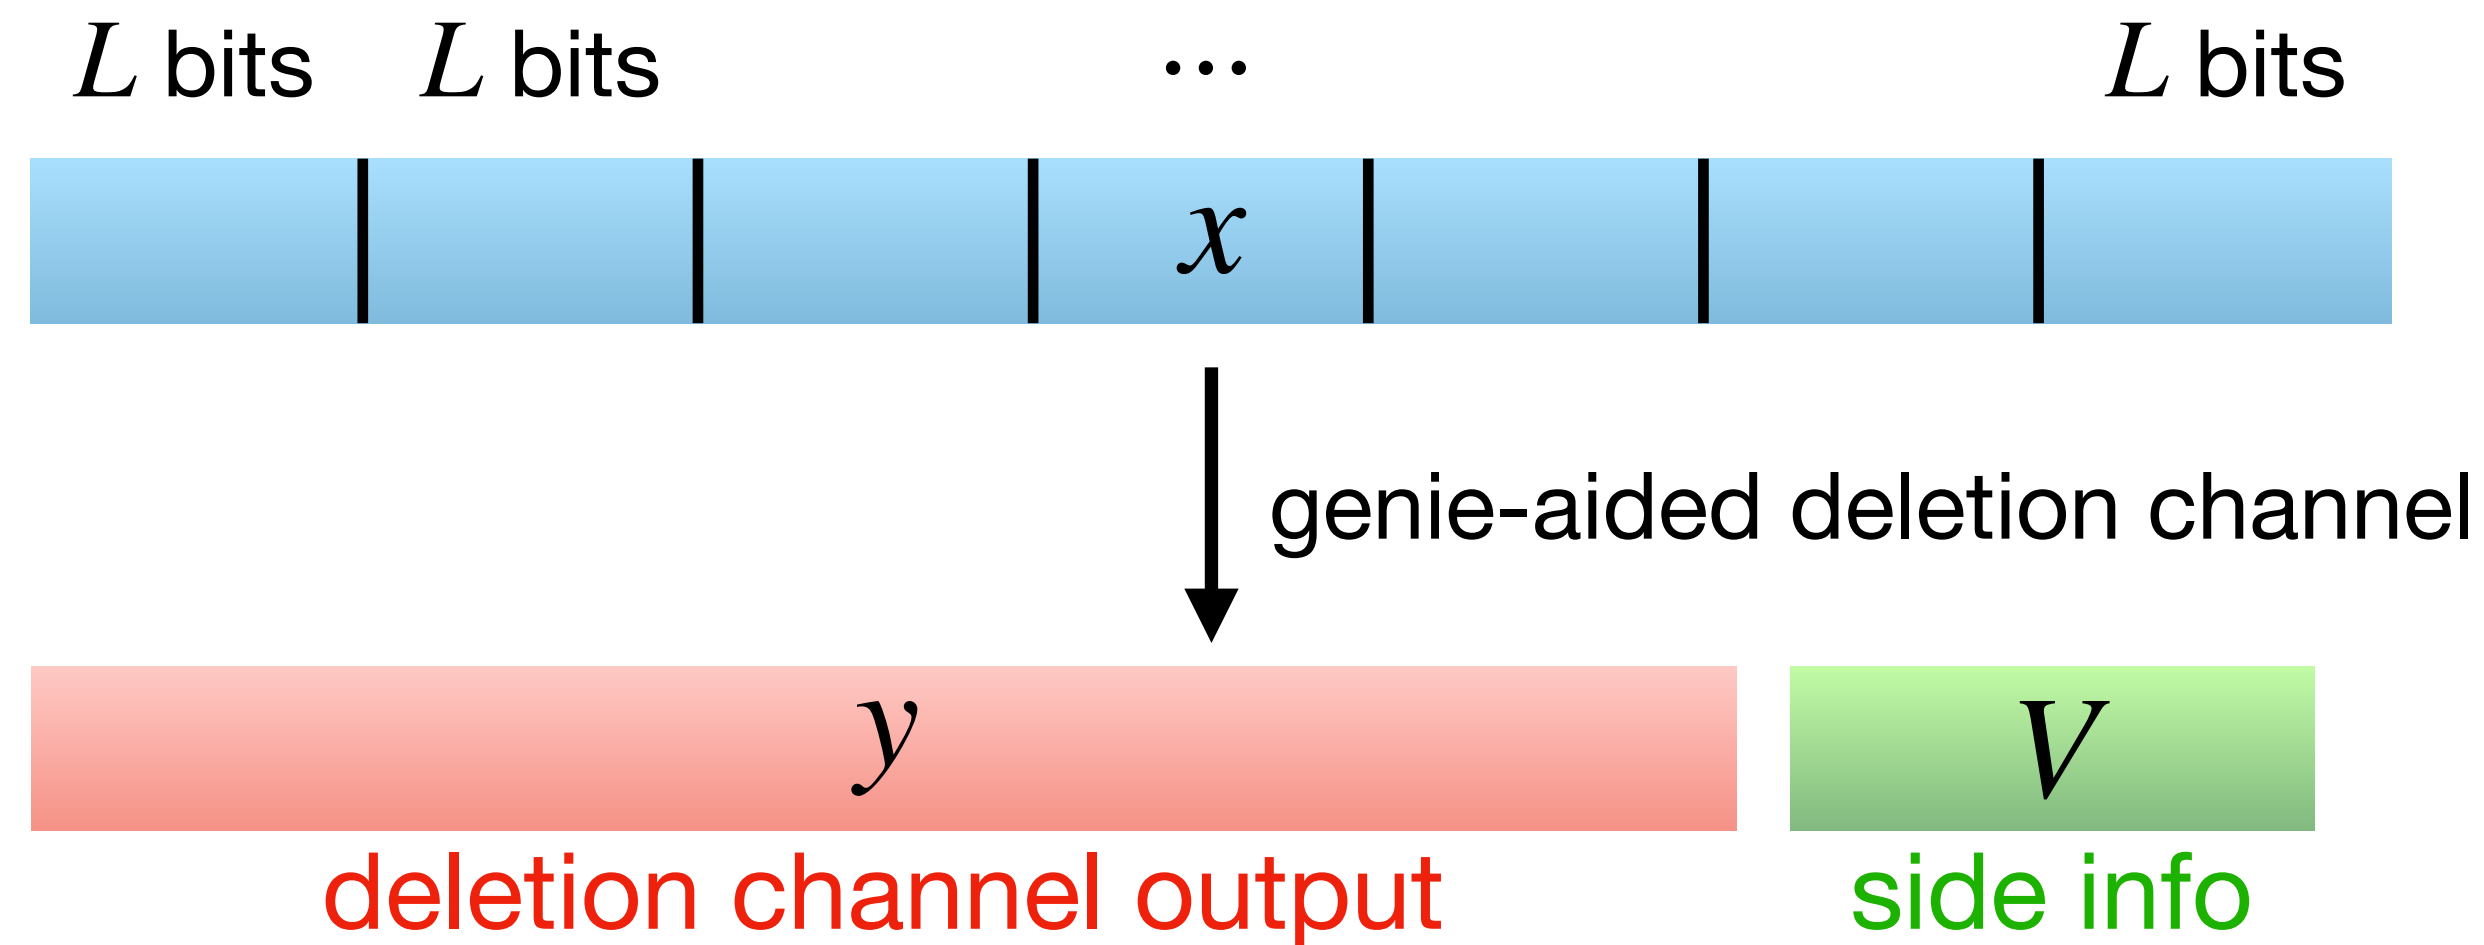 L bits L bits ... L bits
x
genie-aided deletion channel
y V
deletion channel output side info